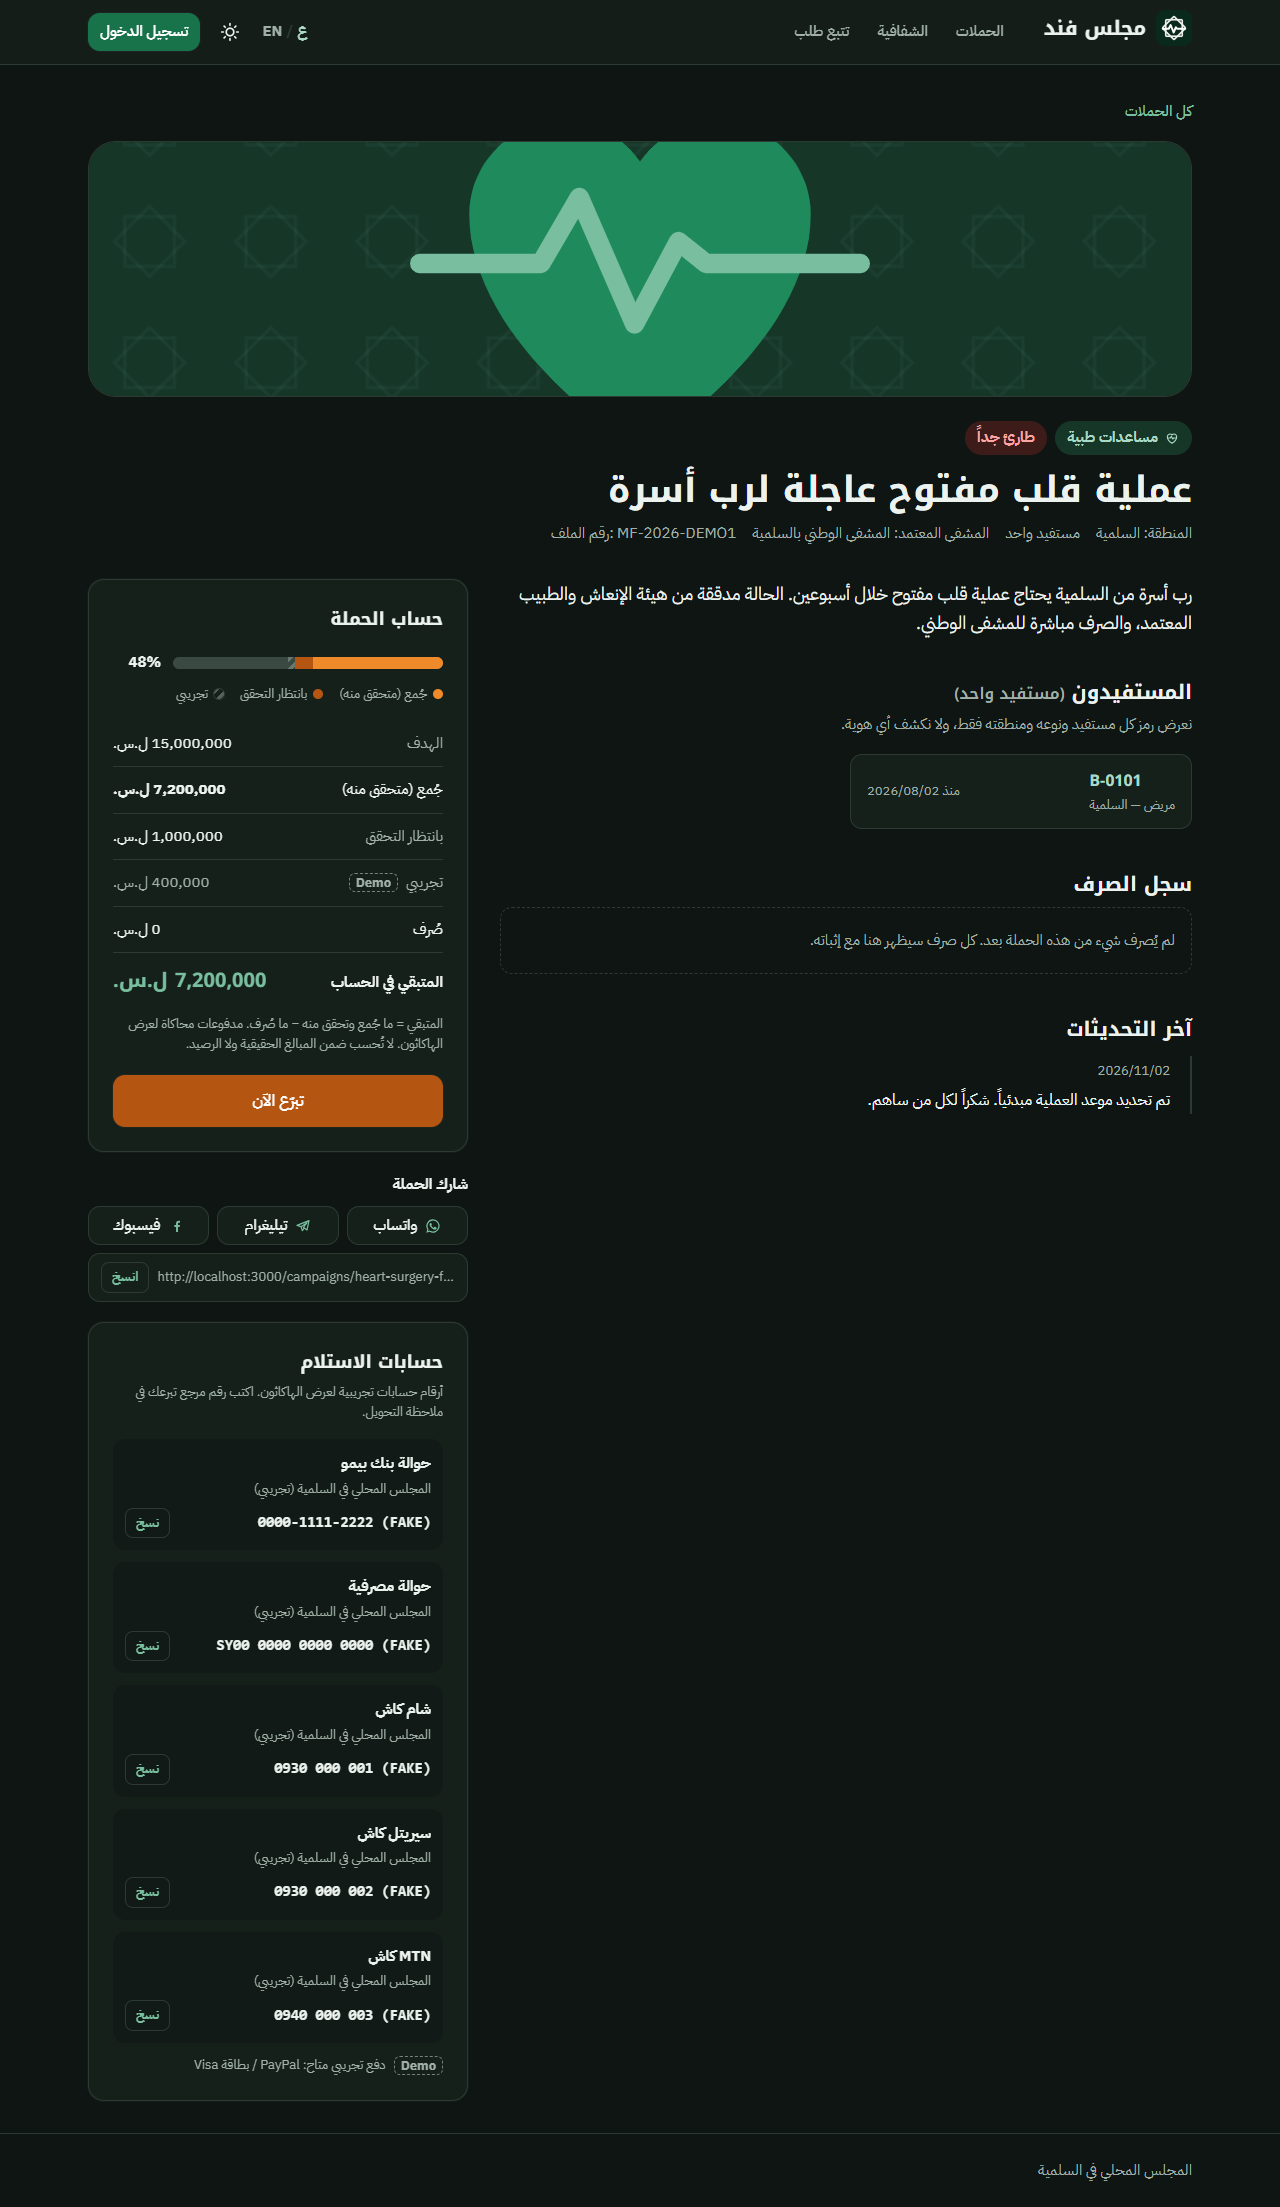 مجلس فند
الحملات
الشفافية
تتبع طلب
ع / EN
تسجيل الدخول
كل الحملات
مساعدات طبية
طارئ جداً
عملية قلب مفتوح عاجلة لرب أسرة
المنطقة: السلمية
مستفيد واحد
المشفى المعتمد: المشفى الوطني بالسلمية
رقم الملف: MF-2026-DEMO1
رب أسرة من السلمية يحتاج عملية قلب مفتوح خلال أسبوعين. الحالة مدققة من هيئة الإنعاش والطبيب
المعتمد، والصرف مباشرة للمشفى الوطني.
المستفيدون (مستفيد واحد)
نعرض رمز كل مستفيد ونوعه ومنطقته فقط، ولا نكشف أي هوية.
B-0101
مريض — السلمية
منذ 2026/08/02
سجل الصرف
لم يُصرف شيء من هذه الحملة بعد. كل صرف سيظهر هنا مع إثباته.
آخر التحديثات
2026/11/02
تم تحديد موعد العملية مبدئياً. شكراً لكل من ساهم.
حساب الحملة
48%
جُمع (متحقق منه)
بانتظار التحقق
تجريبي
الهدف 15,000,000 ل.س.
جُمع (متحقق منه) 7,200,000 ل.س.
بانتظار التحقق 1,000,000 ل.س.
تجريبي Demo 400,000 ل.س.
صُرف 0 ل.س.
المتبقي في الحساب 7,200,000 ل.س.
المتبقي = ما جُمع وتحقق منه − ما صُرف. مدفوعات محاكاة لعرض
الهاكاثون. لا تُحسب ضمن المبالغ الحقيقية ولا الرصيد.
تبرّع الآن
شارك الحملة
واتساب
تيليغرام
فيسبوك
http://localhost:3000/campaigns/heart-surgery-f...
انسخ
حسابات الاستلام
أرقام حسابات تجريبية لعرض الهاكاثون. اكتب رقم مرجع تبرعك في
ملاحظة التحويل.
حوالة بنك بيمو
المجلس المحلي في السلمية (تجريبي)
0000-1111-2222 (FAKE)
نسخ
حوالة مصرفية
المجلس المحلي في السلمية (تجريبي)
SY00 0000 0000 0000 (FAKE)
نسخ
شام كاش
المجلس المحلي في السلمية (تجريبي)
0930 000 001 (FAKE)
نسخ
سيريتل كاش
المجلس المحلي في السلمية (تجريبي)
0930 000 002 (FAKE)
نسخ
MTN كاش
المجلس المحلي في السلمية (تجريبي)
0940 000 003 (FAKE)
نسخ
Demo دفع تجريبي متاح: PayPal / بطاقة Visa
المجلس المحلي في السلمية